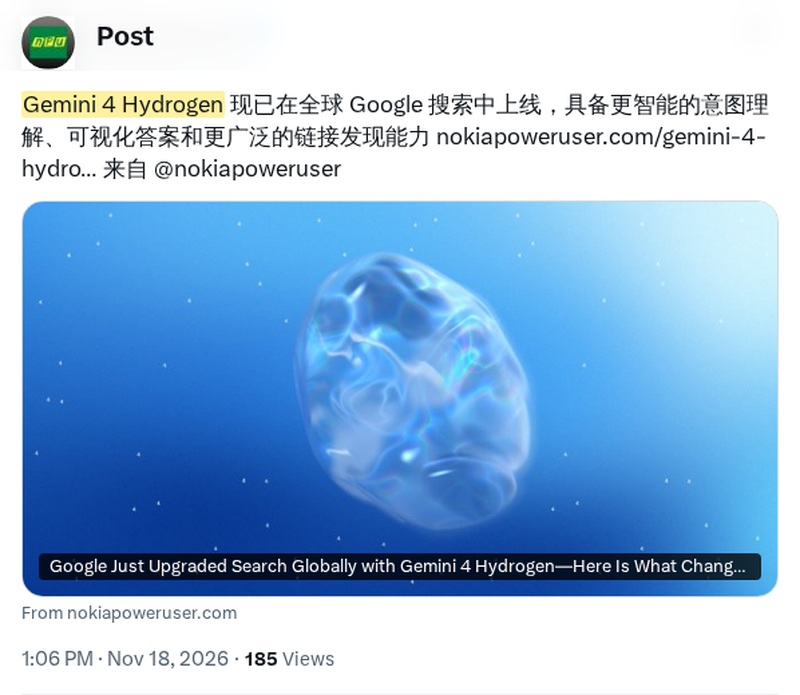 NPU
Post
Gemini 4 Hydrogen 现已在全球 Google 搜索中上线，具备更智能的意图理
解、可视化答案和更广泛的链接发现能力 nokiapoweruser.com/gemini-4-
hydro... 来自 @nokiapoweruser
Google Just Upgraded Search Globally with Gemini 4 Hydrogen—Here Is What Chang...
From nokiapoweruser.com
1:06 PM · Nov 18, 2026 · 185 Views